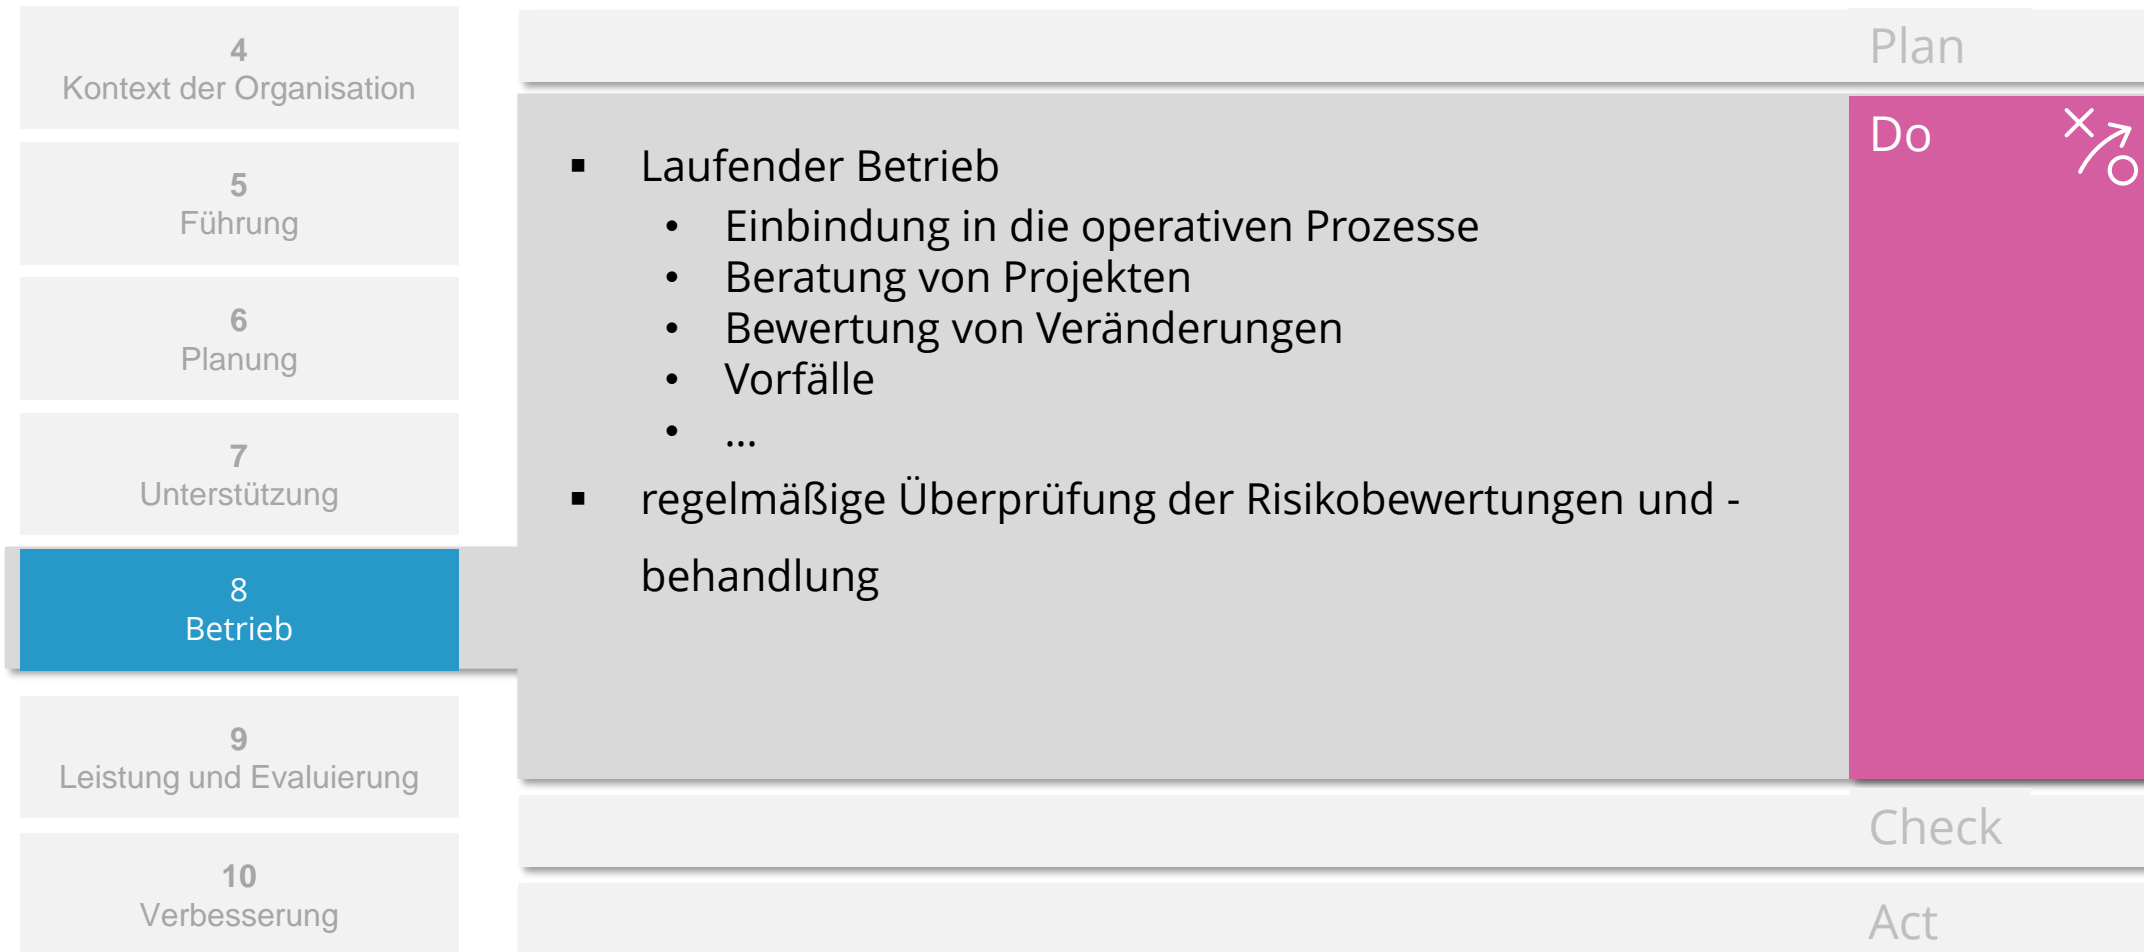 4
Kontext der Organisation
5
Führung
6
Planung
7
Unterstützung
8
Betrieb
9
Leistung und Evaluierung
10
Verbesserung
Plan
Do
▪ Laufender Betrieb
• Einbindung in die operativen Prozesse
• Beratung von Projekten
• Bewertung von Veränderungen
• Vorfälle
• ...
▪ regelmäßige Überprüfung der Risikobewertungen und -
behandlung
Check
Act